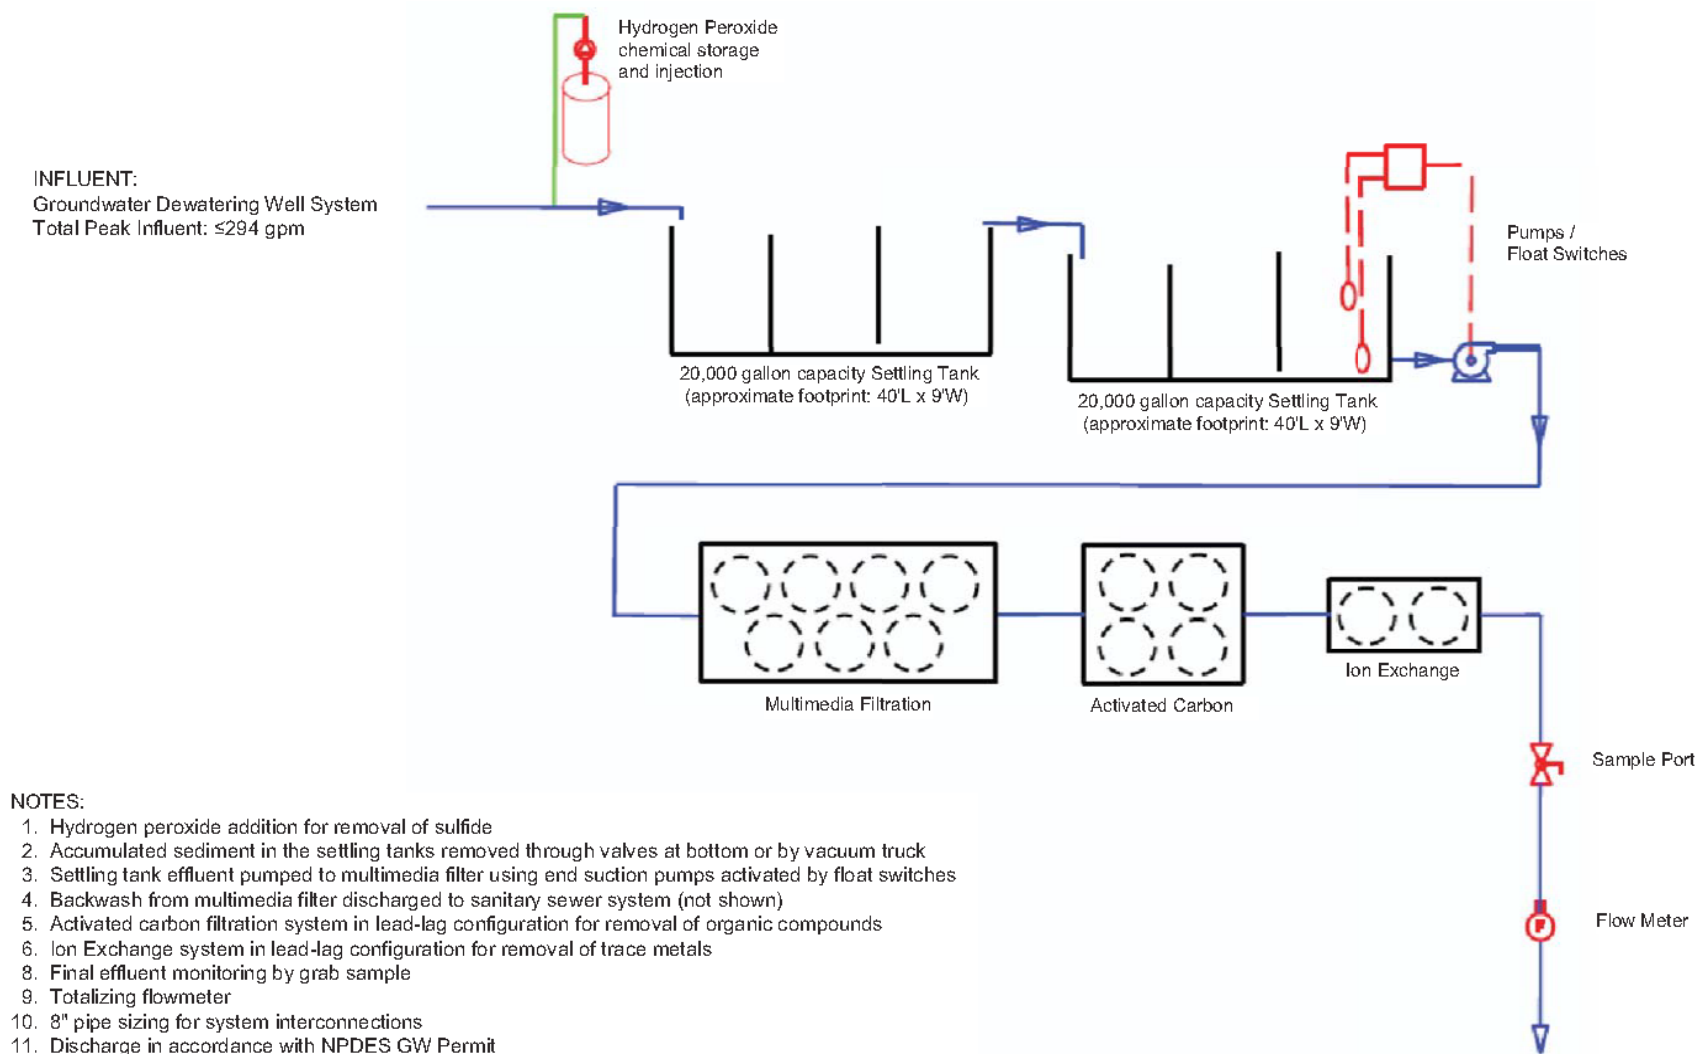 Hydrogen Peroxide
chemical storage
and injection
INFLUENT:
Groundwater Dewatering Well System
Total Peak Influent: ≤294 gpm
Pumps /
Float Switches
20,000 gallon capacity Settling Tank
(approximate footprint: 40'L x 9'W)
20,000 gallon capacity Settling Tank
(approximate footprint: 40'L x 9'W)
Multimedia Filtration
Activated Carbon
Ion Exchange
Sample Port
F
Flow Meter
NOTES:
1. Hydrogen peroxide addition for removal of sulfide
2. Accumulated sediment in the settling tanks removed through valves at bottom or by vacuum truck
3. Settling tank effluent pumped to multimedia filter using end suction pumps activated by float switches
4. Backwash from multimedia filter discharged to sanitary sewer system (not shown)
5. Activated carbon filtration system in lead-lag configuration for removal of organic compounds
6. Ion Exchange system in lead-lag configuration for removal of trace metals
8. Final effluent monitoring by grab sample
9. Totalizing flowmeter
10. 8" pipe sizing for system interconnections
11. Discharge in accordance with NPDES GW Permit